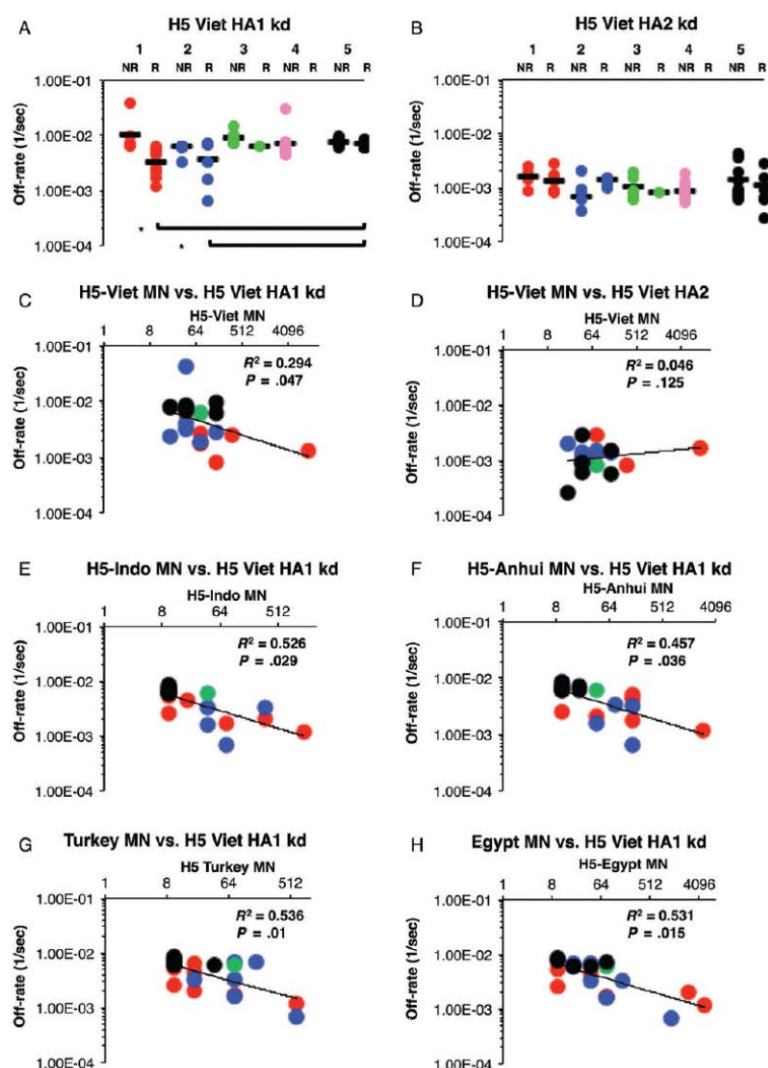 A
H5 Viet HA1 kd
1 2 3 4 5
NR R NR R NR R NR R NR R
Off-rate (1/sec)
1.00E-01
1.00E-02
1.00E-03
1.00E-04
*
*
B
H5 Viet HA2 kd
1 2 3 4 5
NR R NR R NR R NR R NR R
Off-rate (1/sec)
1.00E-01
1.00E-02
1.00E-03
1.00E-04
C
H5-Viet MN vs. H5 Viet HA1 kd
H5-Viet MN
1 8 64 512 4096
Off-rate (1/sec)
1.00E-01
1.00E-02
1.00E-03
1.00E-04
R² = 0.294
P = .047
D
H5-Viet MN vs. H5 Viet HA2
H5-Viet MN
1 8 64 512 4096
Off-rate (1/sec)
1.00E-01
1.00E-02
1.00E-03
1.00E-04
R² = 0.046
P = .125
E
H5-Indo MN vs. H5 Viet HA1 kd
H5-Indo MN
1 8 64 512
Off-rate (1/sec)
1.00E-01
1.00E-02
1.00E-03
1.00E-04
R² = 0.526
P = .029
F
H5-Anhui MN vs. H5 Viet HA1 kd
H5-Anhui MN
1 8 64 512 4096
Off-rate (1/sec)
1.00E-01
1.00E-02
1.00E-03
1.00E-04
R² = 0.457
P = .036
G
Turkey MN vs. H5 Viet HA1 kd
H5 Turkey MN
1 8 64 512
Off-rate (1/sec)
1.00E-01
1.00E-02
1.00E-03
1.00E-04
R² = 0.536
P = .01
H
Egypt MN vs. H5 Viet HA1 kd
H5-Egypt MN
1 8 64 512 4096
Off-rate (1/sec)
1.00E-01
1.00E-02
1.00E-03
1.00E-04
R² = 0.531
P = .015